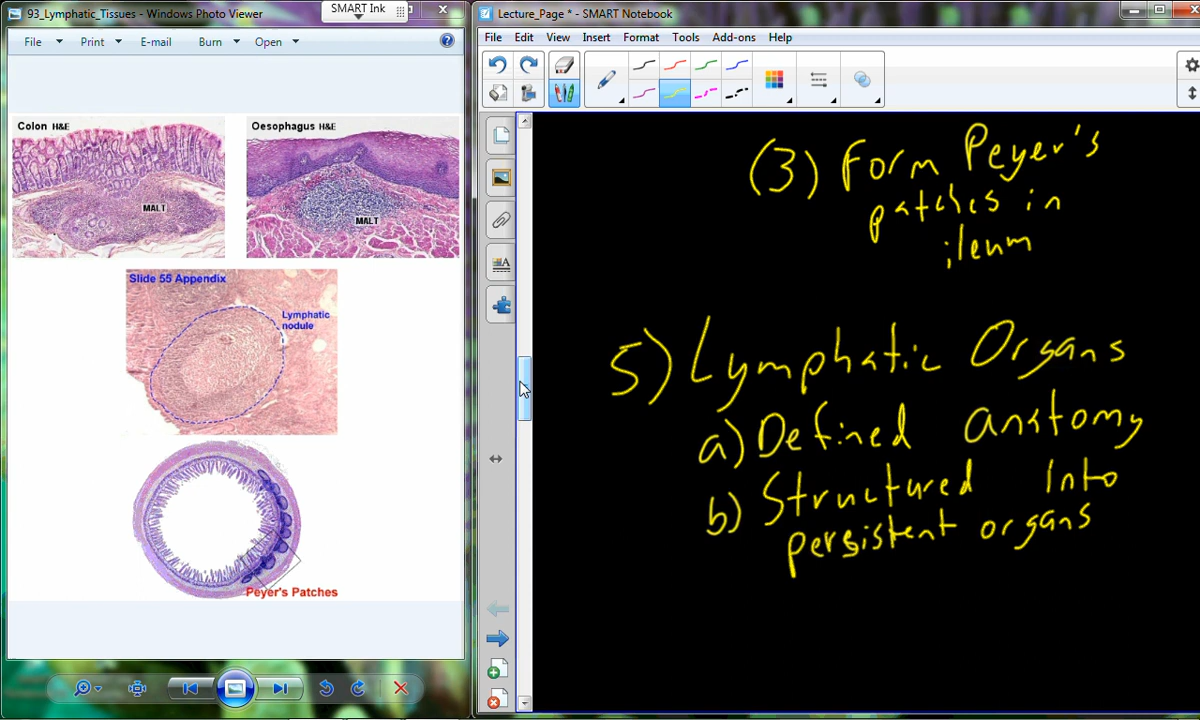 93_Lymphatic_Tissues - Windows Photo Viewer
SMART Ink
File Print E-mail Burn Open
Colon H&E
Oesophagus H&E
MALT
MALT
Slide 55 Appendix
Lymphatic
nodule
Peyer's Patches
Lecture_Page * - SMART Notebook
File Edit View Insert Format Tools Add-ons Help
(3) Form Peyer's
patches in
ileum
5) Lymphatic Organs
a) Defined anatomy
b) Structured into
persistent organs